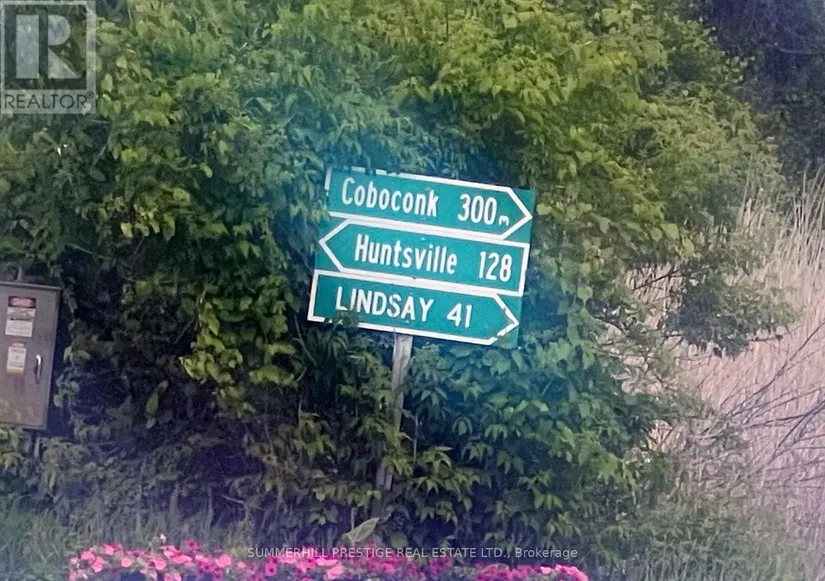 R
REALTOR®
Coboconk 300m
Huntsville 128
LINDSAY 41
SUMMERHILL PRESTIGE REAL ESTATE LTD., Brokerage